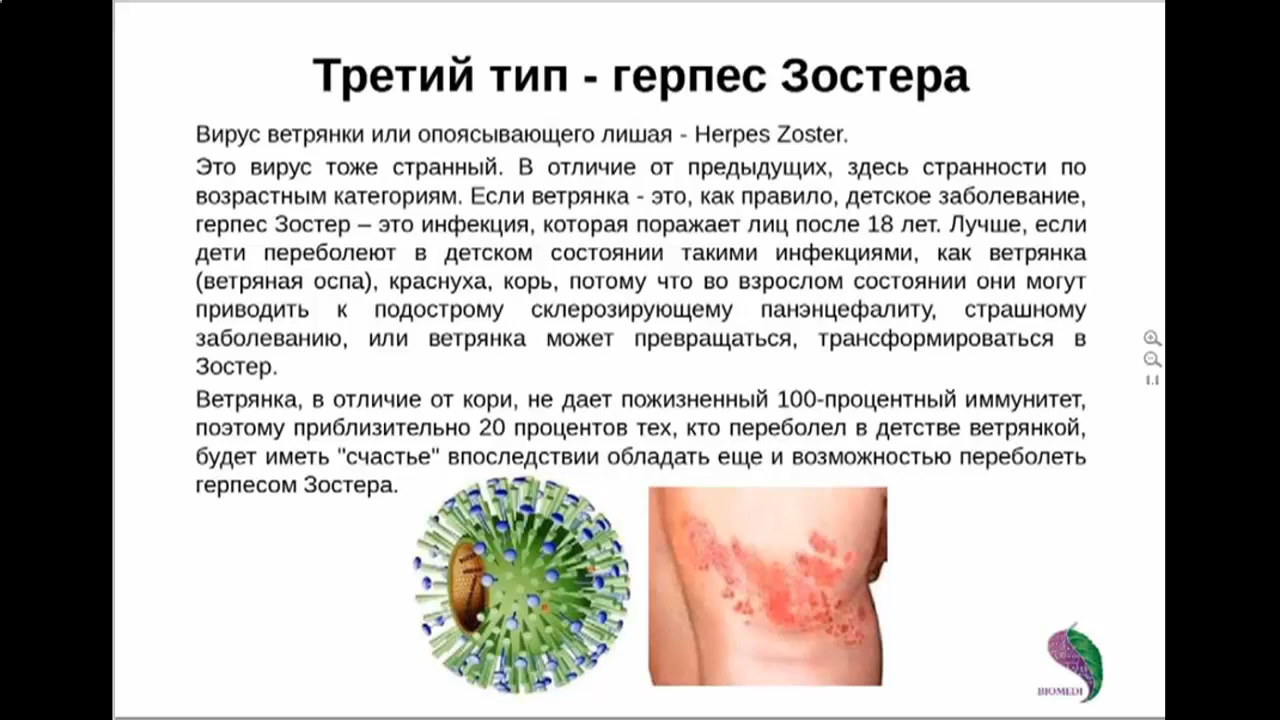 Третий тип - герпес Зостера
Вирус ветрянки или опоясывающего лишая - Herpes Zoster.
Это вирус тоже странный. В отличие от предыдущих, здесь странности по
возрастным категориям. Если ветрянка - это, как правило, детское заболевание,
герпес Зостер – это инфекция, которая поражает лиц после 18 лет. Лучше, если
дети переболеют в детском состоянии такими инфекциями, как ветрянка
(ветряная оспа), краснуха, корь, потому что во взрослом состоянии они могут
приводить к подострому склерозирующему панэнцефалиту, страшному
заболеванию, или ветрянка может превращаться, трансформироваться в
Зостер.
Ветрянка, в отличие от кори, не дает пожизненный 100-процентный иммунитет,
поэтому приблизительно 20 процентов тех, кто переболел в детстве ветрянкой,
будет иметь "счастье" впоследствии обладать еще и возможностью переболеть
герпесом Зостера.
1:1
BIOMEDI